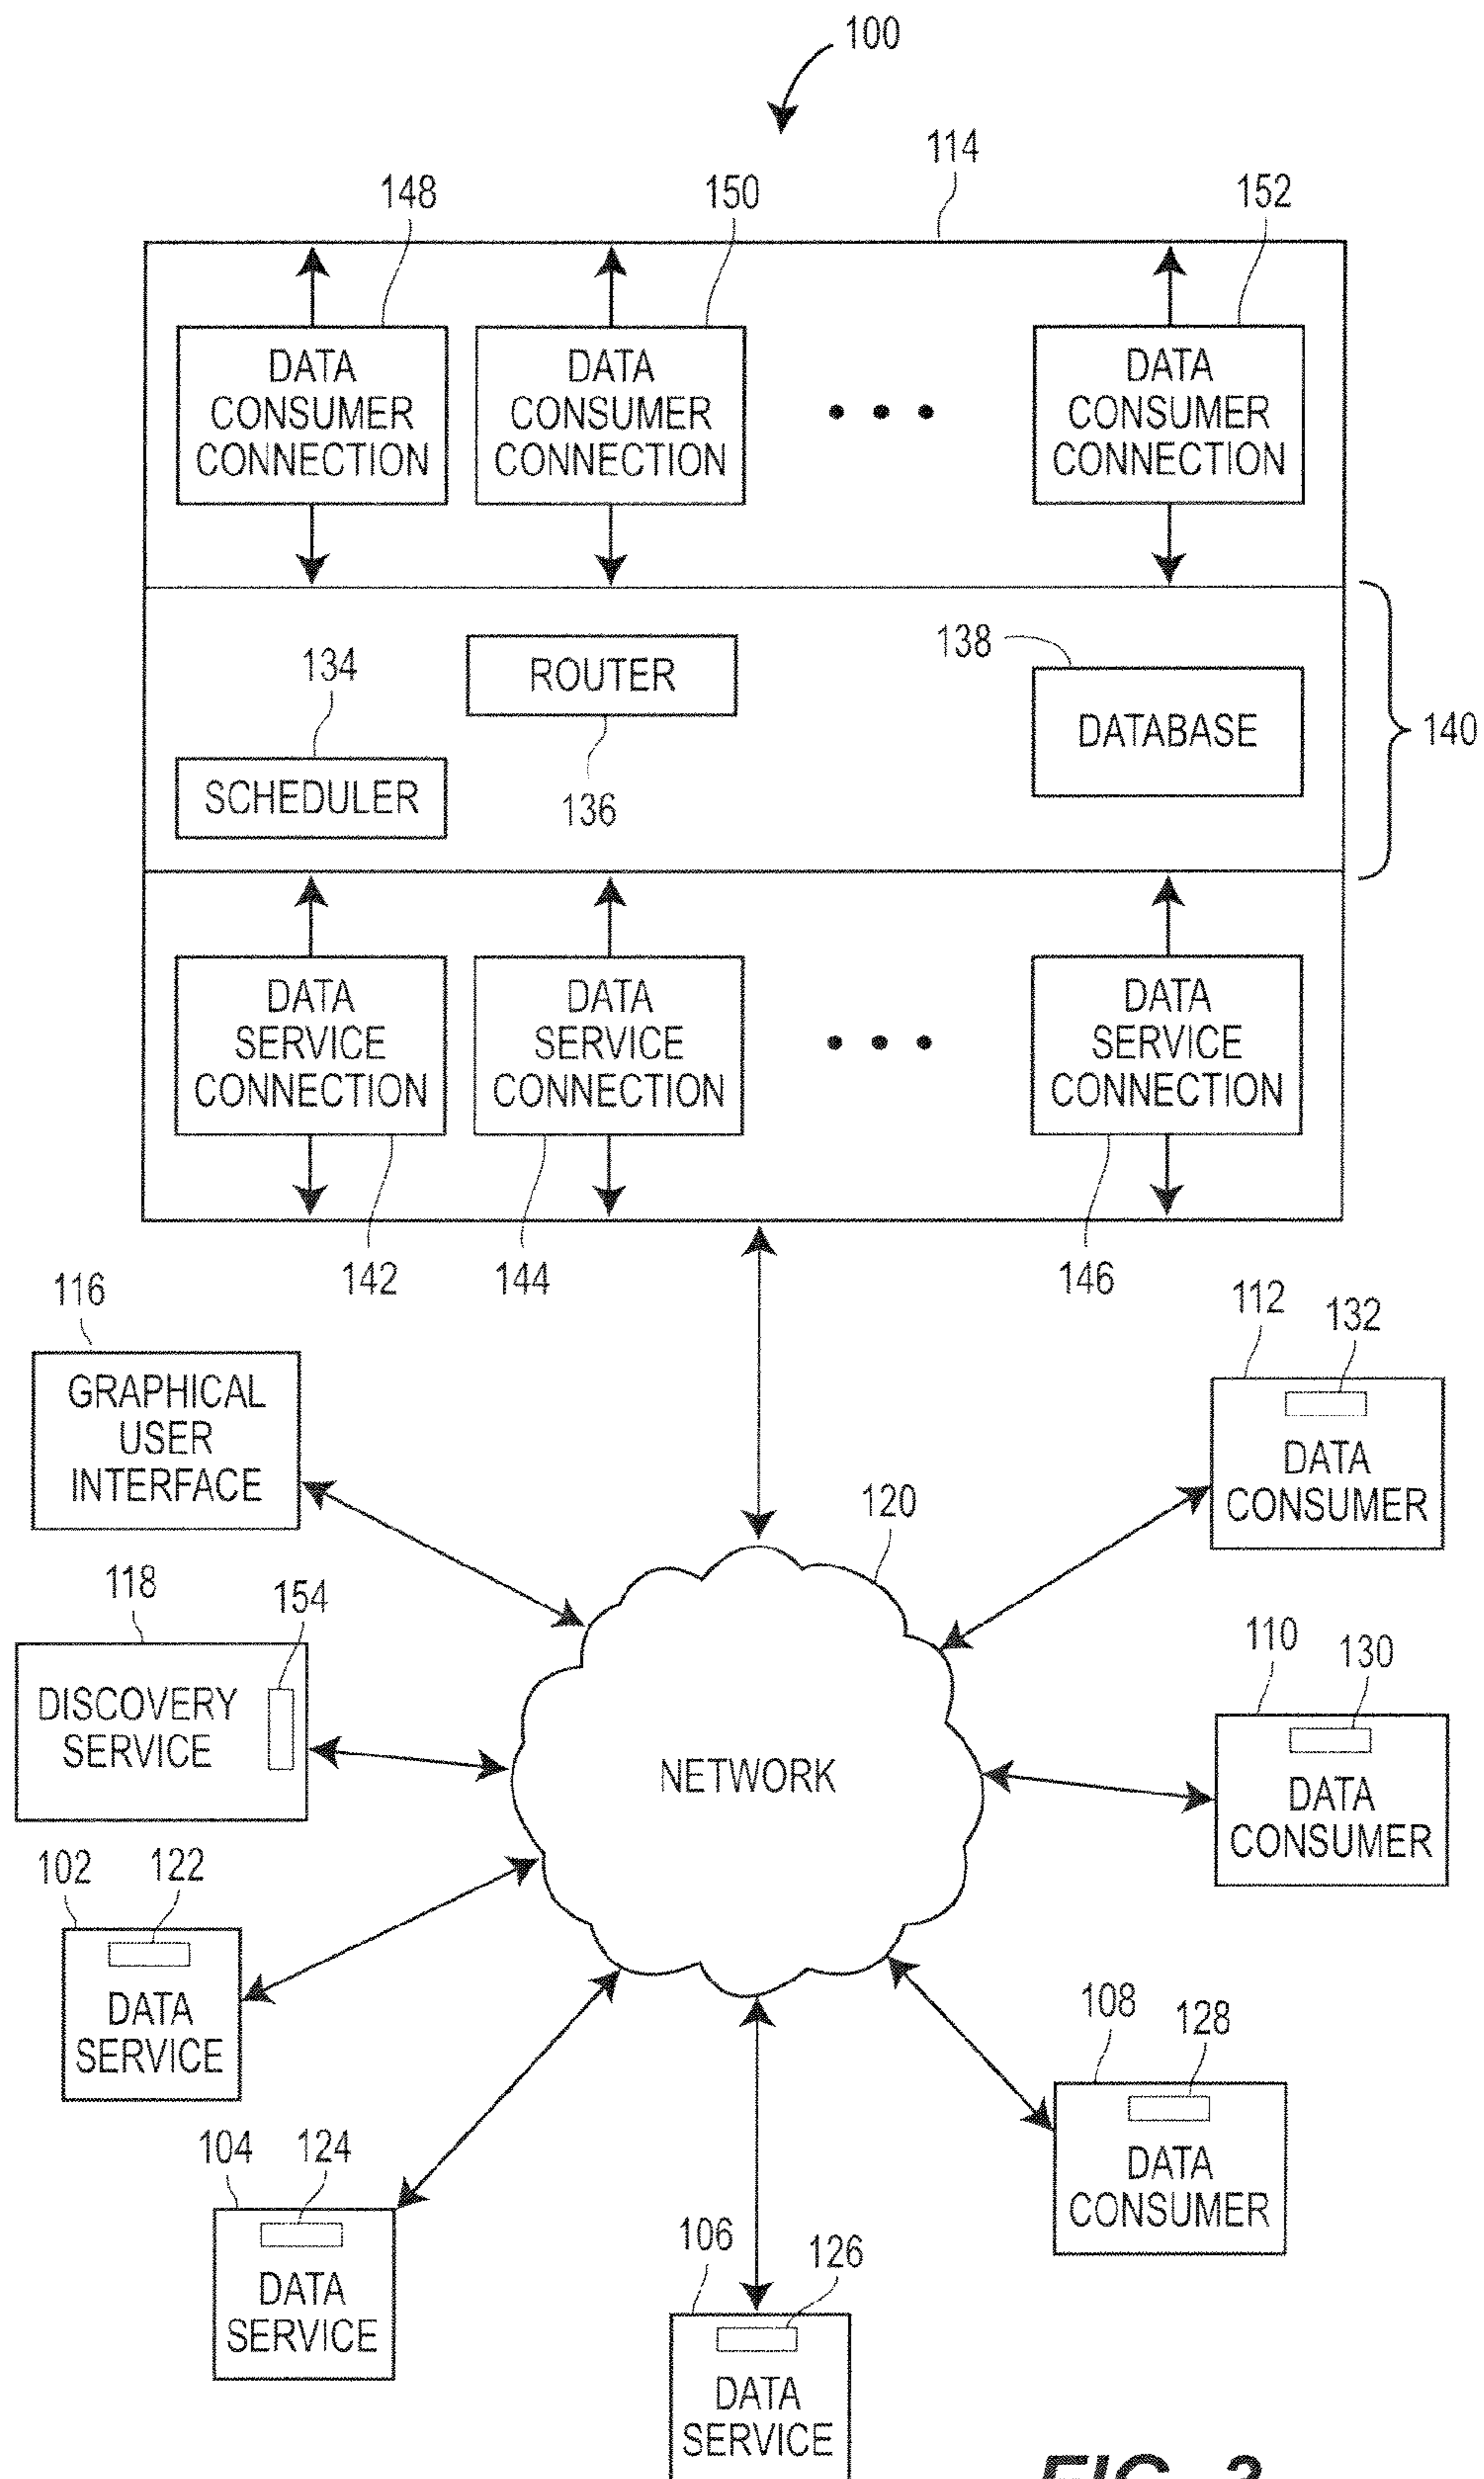 100
114
148
150
152
DATA
CONSUMER
CONNECTION
DATA
CONSUMER
CONNECTION
DATA
CONSUMER
CONNECTION
134
ROUTER
136
138
DATABASE
140
SCHEDULER
DATA
SERVICE
CONNECTION
DATA
SERVICE
CONNECTION
DATA
SERVICE
CONNECTION
142
144
146
116
GRAPHICAL
USER
INTERFACE
112
132
DATA
CONSUMER
120
118
154
DISCOVERY
SERVICE
NETWORK
110
130
DATA
CONSUMER
102
122
DATA
SERVICE
108
128
DATA
CONSUMER
104
124
DATA
SERVICE
106
126
DATA
SERVICE
FIG. 3